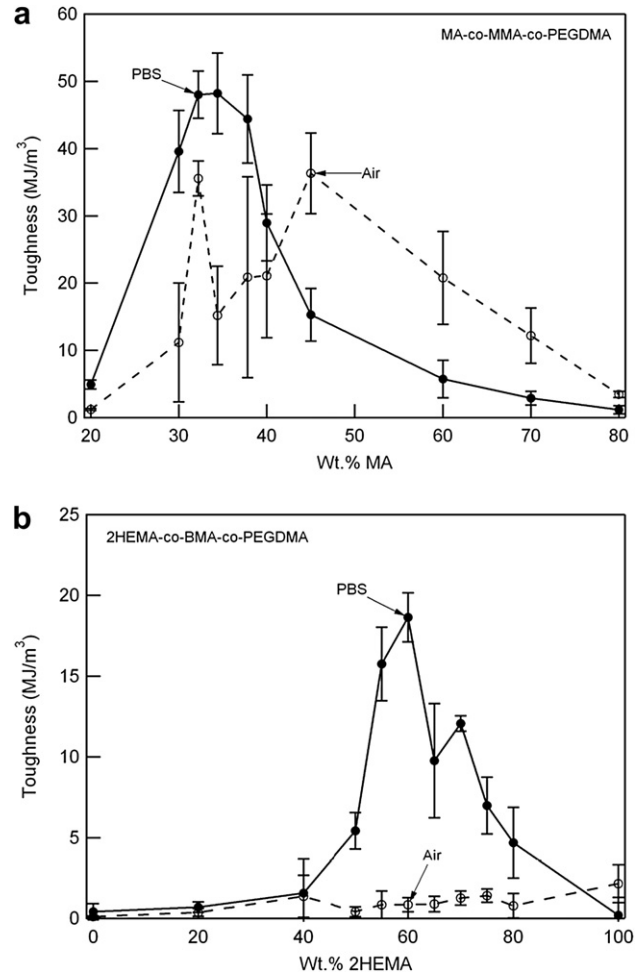 a
MA-co-MMA-co-PEGDMA
PBS
Air
Toughness (MJ/m³)
60
50
40
30
20
10
0
20 30 40 50 60 70 80
Wt.% MA
b
2HEMA-co-BMA-co-PEGDMA
PBS
Air
Toughness (MJ/m³)
25
20
15
10
5
0
0 20 40 60 80 100
Wt.% 2HEMA